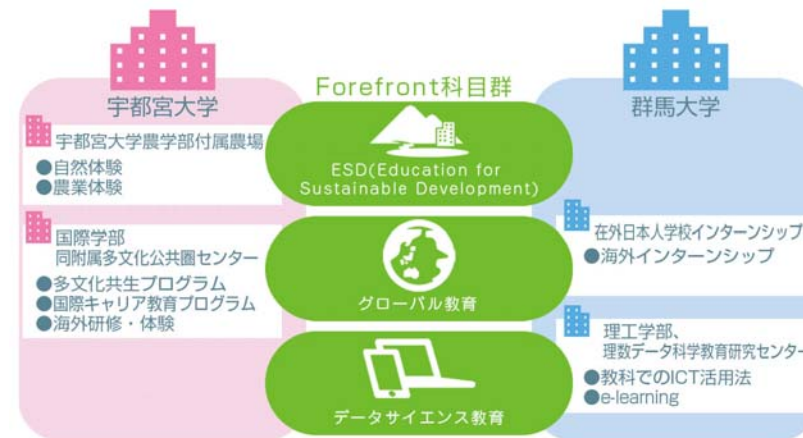 宇都宮大学
宇都宮大学農学部付属農場
●自然体験
●農業体験
国際学部
同附属多文化公共圏センター
●多文化共生プログラム
●国際キャリア教育プログラム
●海外研修・体験
Forefront科目群
ESD(Education for
Sustainable Development)
グローバル教育
データサイエンス教育
群馬大学
在外日本人学校インターンシップ
●海外インターンシップ
理工学部、
理数データ科学教育研究センター
●教科でのICT活用法
●e-learning